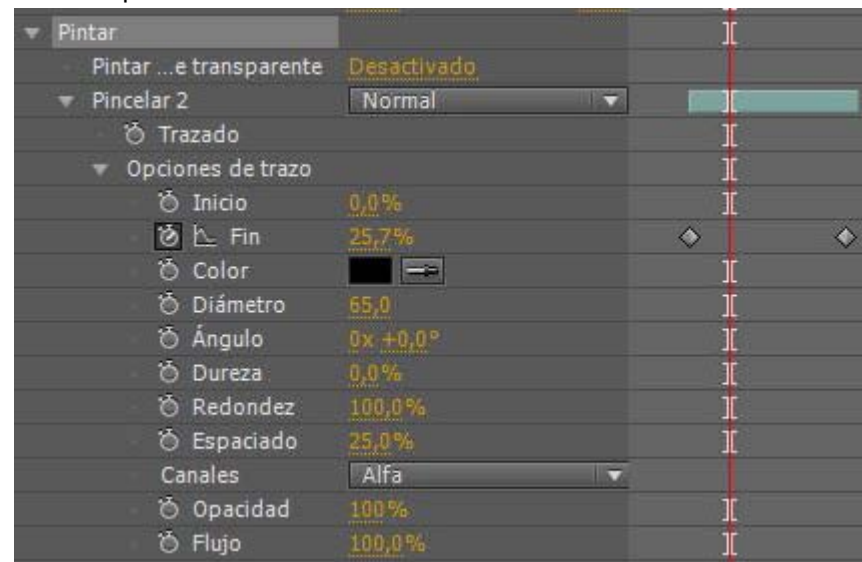 Pintar
Pintar ...e transparente Desactivado
Pincelar 2 Normal
Trazado
Opciones de trazo
Inicio 0,0%
Fin 25,7%
Color
Diámetro 65,0
Ángulo 0x +0,0°
Dureza 0,0%
Redondez 100,0%
Espaciado 25,0%
Canales Alfa
Opacidad 100%
Flujo 100,0%